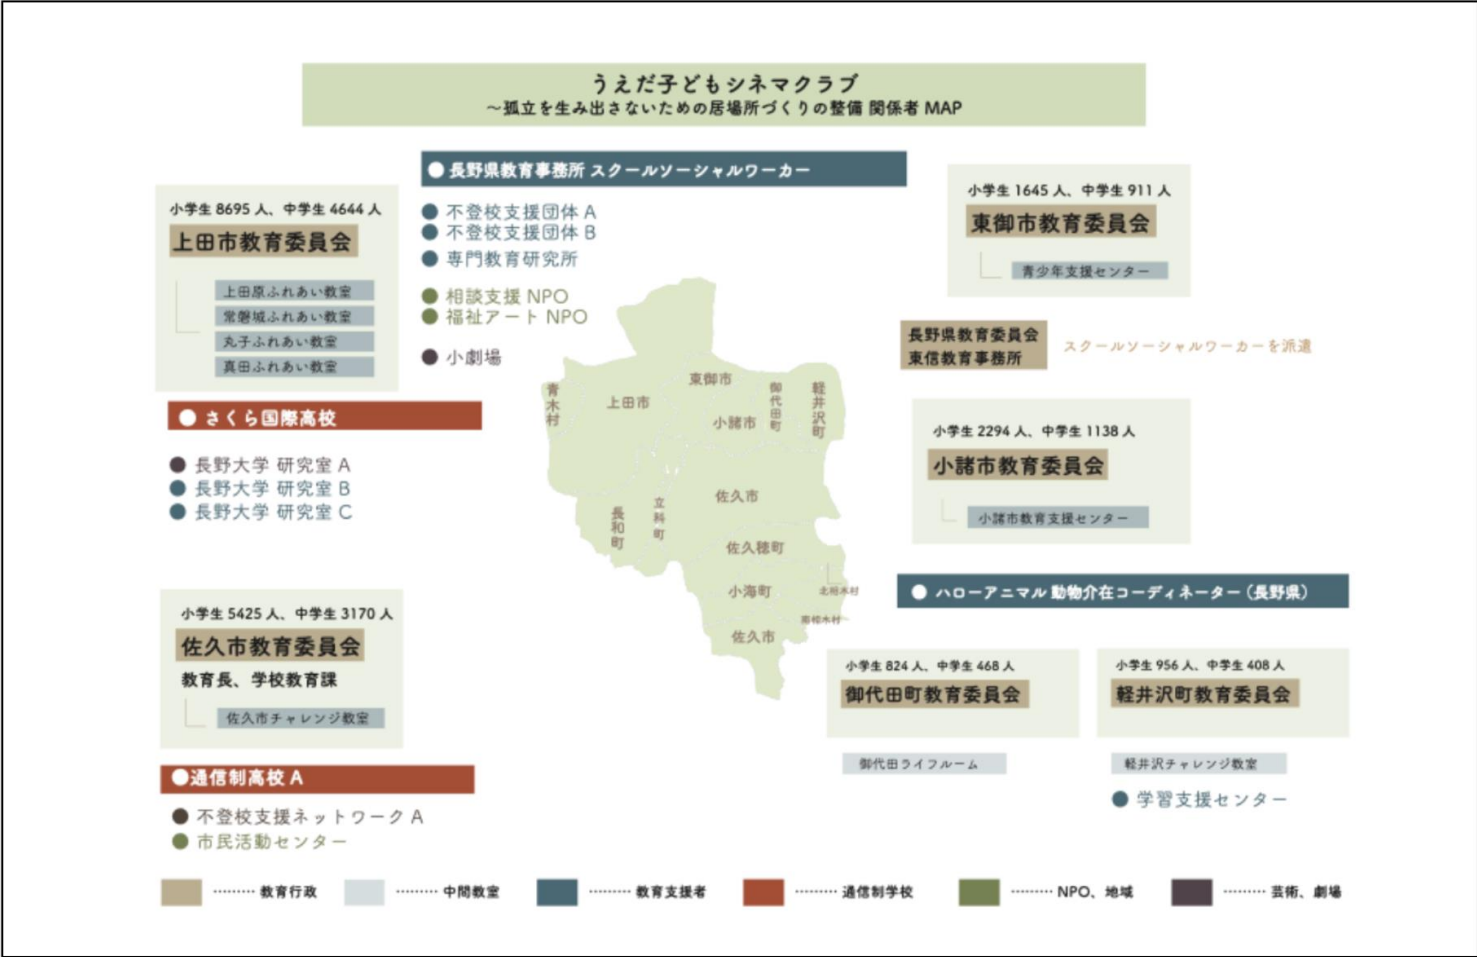 うえだ子どもシネマクラブ
～孤立を生み出さないための居場所づくりの整備 関係者 MAP
小学生 8695 人、中学生 4644 人
上田市教育委員会
上田原ふれあい教室
常磐城ふれあい教室
丸子ふれあい教室
真田ふれあい教室
● 長野県教育事務所 スクールソーシャルワーカー
● 不登校支援団体 A
● 不登校支援団体 B
● 専門教育研究所
● 相談支援 NPO
● 福祉アート NPO
● 小劇場
小学生 1645 人、中学生 911 人
東御市教育委員会
青少年支援センター
長野県教育委員会
東信教育事務所
スクールソーシャルワーカーを派遣
● さくら国際高校
● 長野大学 研究室 A
● 長野大学 研究室 B
● 長野大学 研究室 C
青木村
上田市
東御市
小諸市
御代田町
軽井沢町
佐久市
立科町
長和町
佐久穂町
小海町
北相木村
南相木村
佐久市
小学生 2294 人、中学生 1138 人
小諸市教育委員会
小諸市教育支援センター
● ハローアニマル 動物介在コーディネーター（長野県）
小学生 5425 人、中学生 3170 人
佐久市教育委員会
教育長、学校教育課
佐久市チャレンジ教室
小学生 824 人、中学生 468 人
御代田町教育委員会
御代田ライフルーム
小学生 956 人、中学生 408 人
軽井沢町教育委員会
軽井沢チャレンジ教室
● 学習支援センター
●通信制高校 A
● 不登校支援ネットワーク A
● 市民活動センター
……… 教育行政
……… 中間教室
……… 教育支援者
……… 通信制学校
……… NPO、地域
……… 芸術、劇場